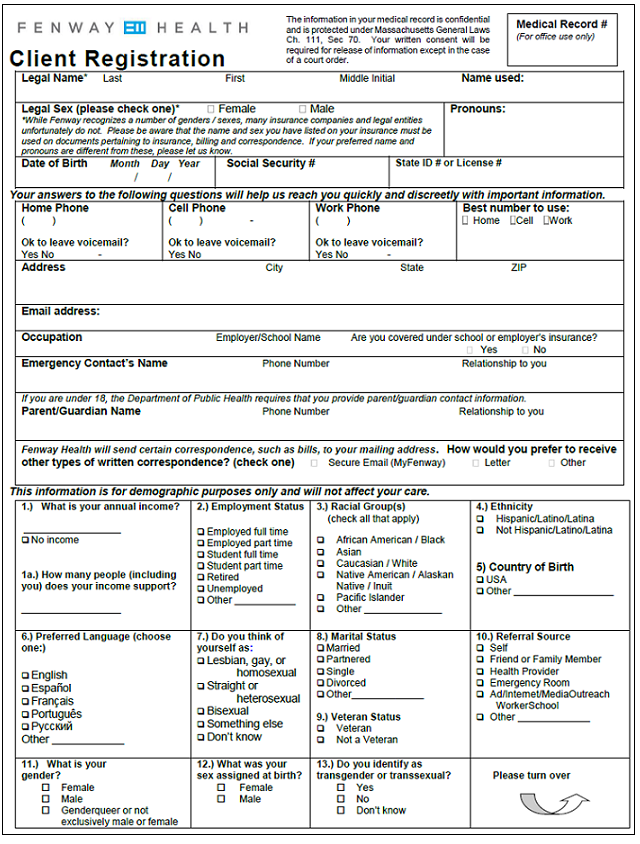 FENWAY HEALTH
Client Registration
The information in your medical record is confidential
and is protected under Massachusetts General Laws
Ch. 111, Sec 70. Your written consent will be
required for release of information except in the case
of a court order.
Medical Record #
(For office use only)
Legal Name* Last First Middle Initial Name used:
Legal Sex (please check one)* Female Male Pronouns:
*While Fenway recognizes a number of genders / sexes, many insurance companies and legal entities
unfortunately do not. Please be aware that the name and sex you have listed on your insurance must be
used on documents pertaining to insurance, billing and correspondence. If your preferred name and
pronouns are different from these, please let us know.
Date of Birth Month Day Year Social Security # State ID # or License #
/ /
Your answers to the following questions will help us reach you quickly and discreetly with important information.
Home Phone Cell Phone Work Phone Best number to use:
( ) ( ) - ( ) Home Cell Work
Ok to leave voicemail? Ok to leave voicemail? Ok to leave voicemail?
Yes No - Yes No Yes No -
Address City State ZIP
Email address:
Occupation Employer/School Name Are you covered under school or employer's insurance?
Yes No
Emergency Contact's Name Phone Number Relationship to you
If you are under 18, the Department of Public Health requires that you provide parent/guardian contact information.
Parent/Guardian Name Phone Number Relationship to you
Fenway Health will send certain correspondence, such as bills, to your mailing address. How would you prefer to receive
other types of written correspondence? (check one) Secure Email (MyFenway) Letter Other
This information is for demographic purposes only and will not affect your care.
1.) What is your annual income?
No income
1a.) How many people (including
you) does your income support?
2.) Employment Status
Employed full time
Employed part time
Student full time
Student part time
Retired
Unemployed
Other
3.) Racial Group(s)
(check all that apply)
African American / Black
Asian
Caucasian / White
Native American / Alaskan
Native / Inuit
Pacific Islander
Other
4.) Ethnicity
Hispanic/Latino/Latina
Not Hispanic/Latino/Latina
5) Country of Birth
USA
Other
6.) Preferred Language (choose
one:)
English
Español
Français
Português
Русский
Other
7.) Do you think of
yourself as:
Lesbian, gay, or
homosexual
Straight or
heterosexual
Bisexual
Something else
Don't know
8.) Marital Status
Married
Partnered
Single
Divorced
Other
9.) Veteran Status
Veteran
Not a Veteran
10.) Referral Source
Self
Friend or Family Member
Health Provider
Emergency Room
Ad/Internet/MediaOutreach
WorkerSchool
Other
11.) What is your
gender?
Female
Male
Genderqueer or not
exclusively male or female
12.) What was your
sex assigned at birth?
Female
Male
13.) Do you identify as
transgender or transsexual?
Yes
No
Don't know
Please turn over